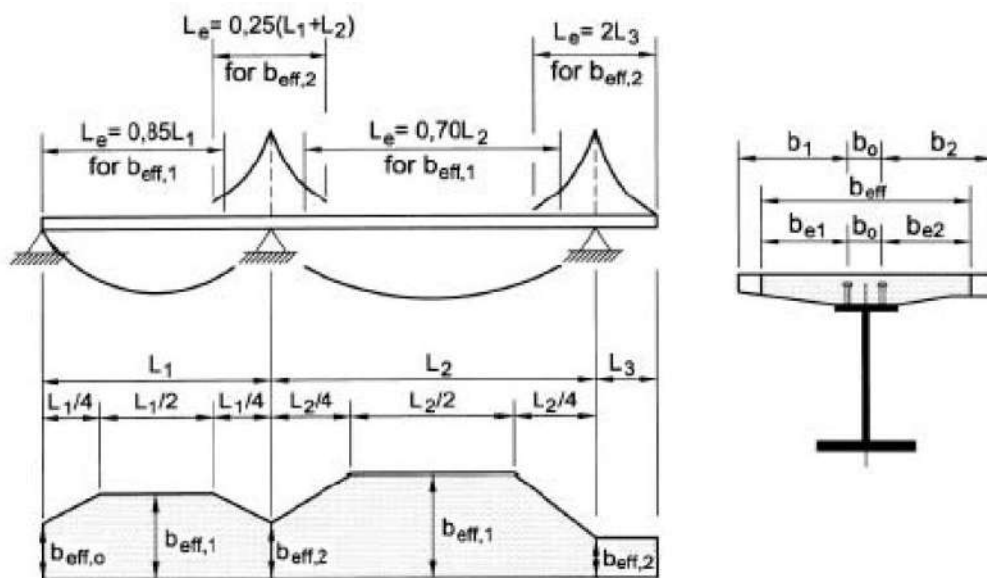 Le= 0,25(L1+L2)
for beff,2
Le= 2L3
for beff,2
Le= 0,85L1
for beff,1
Le= 0,70L2
for beff,1
b1 bo b2
beff
be1 bo be2
L1 L2 L3
L1/4 L1/2 L1/4 L2/4 L2/2 L2/4
beff,o beff,1 beff,2 beff,1 beff,2